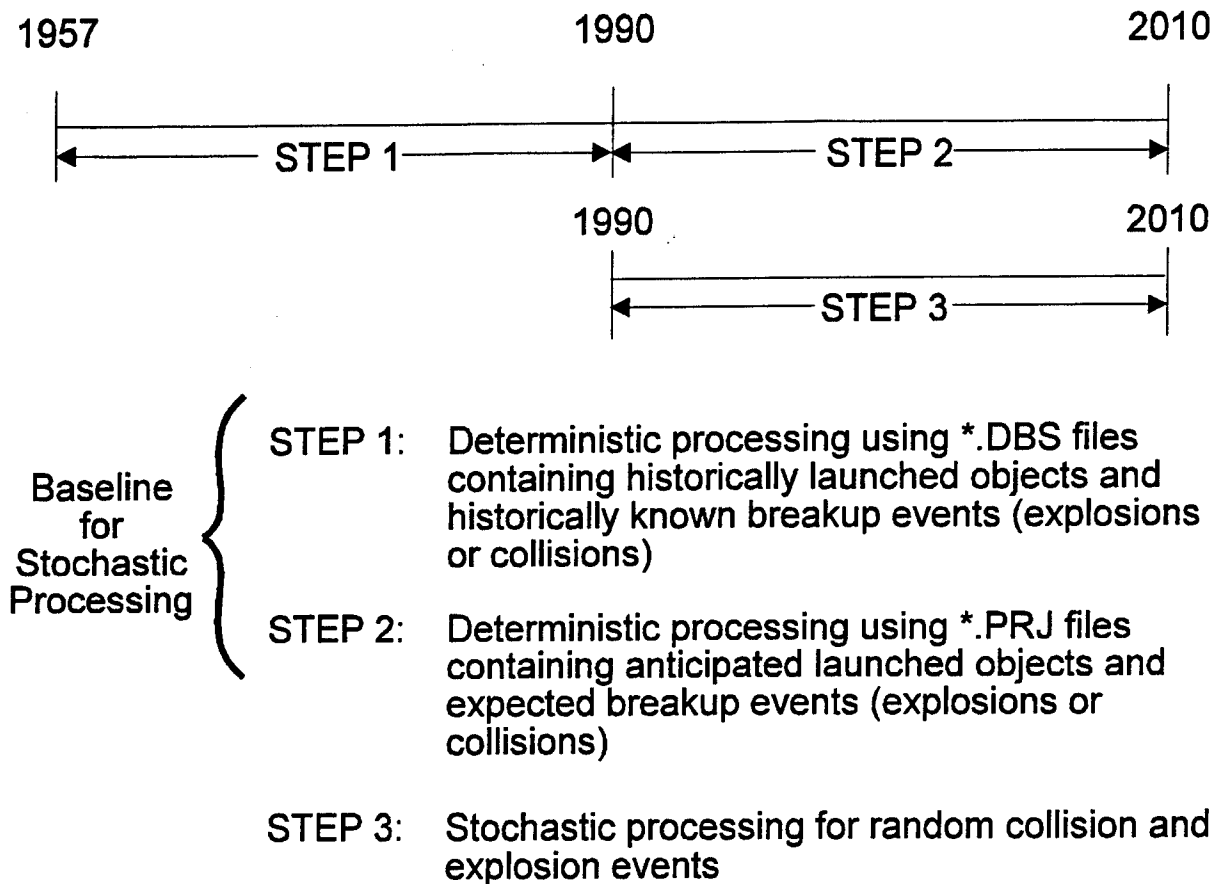 1957 1990 2010
STEP 1 STEP 2
1990 2010
STEP 3
Baseline
for
Stochastic
Processing
STEP 1: Deterministic processing using *.DBS files
containing historically launched objects and
historically known breakup events (explosions
or collisions)
STEP 2: Deterministic processing using *.PRJ files
containing anticipated launched objects and
expected breakup events (explosions or
collisions)
STEP 3: Stochastic processing for random collision and
explosion events